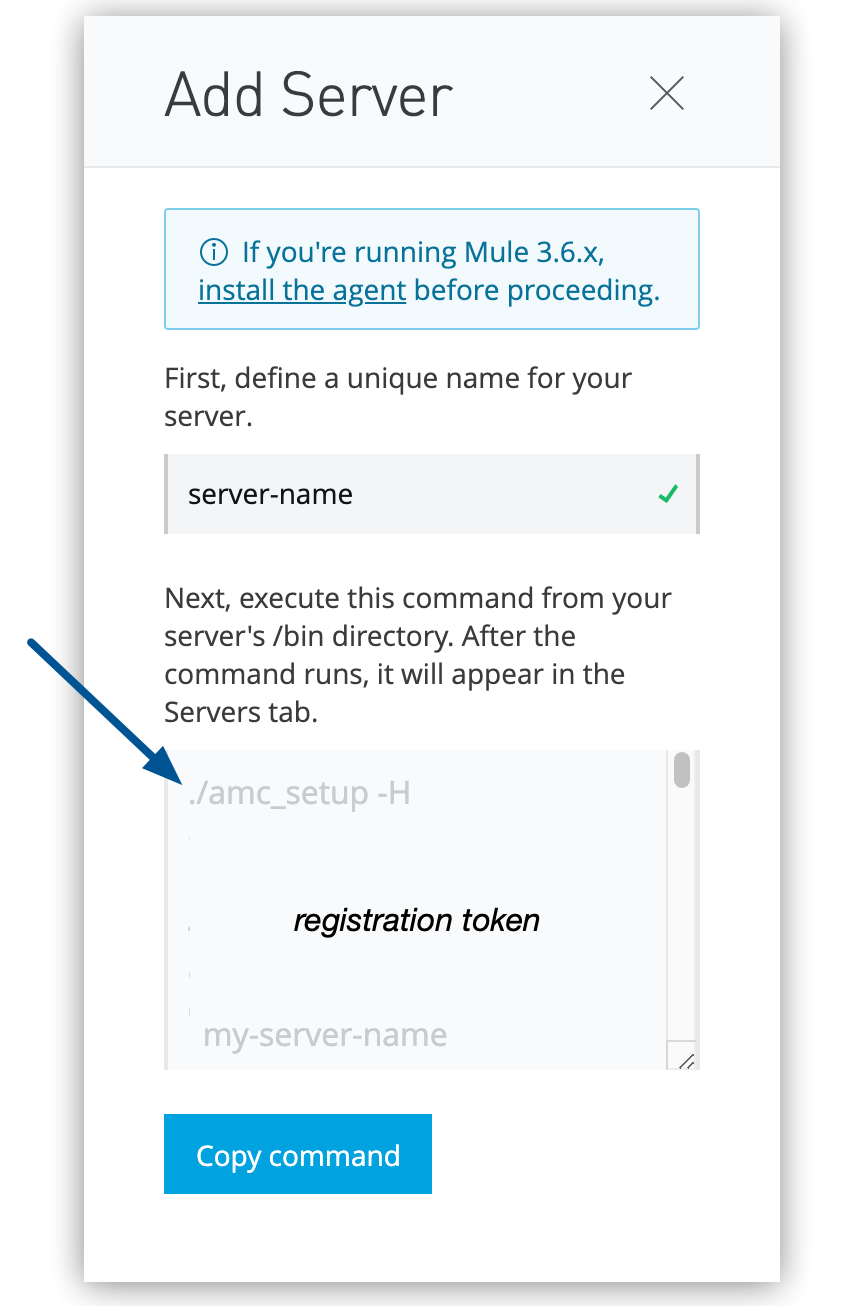 Add Server
If you're running Mule 3.6.x,
install the agent before proceeding.
First, define a unique name for your
server.
server-name
Next, execute this command from your
server's /bin directory. After the
command runs, it will appear in the
Servers tab.
./amc_setup -H
registration token
my-server-name
Copy command